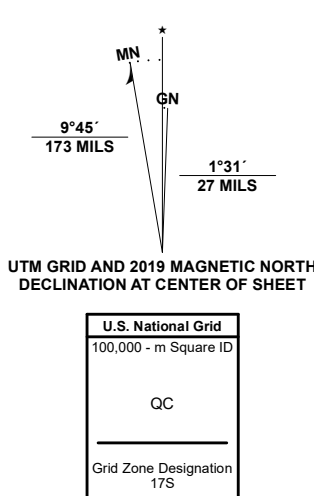 ★
MN
GN
9°45´
173 MILS
1°31´
27 MILS
UTM GRID AND 2019 MAGNETIC NORTH
DECLINATION AT CENTER OF SHEET
U.S. National Grid
100,000 - m Square ID
QC
Grid Zone Designation
17S